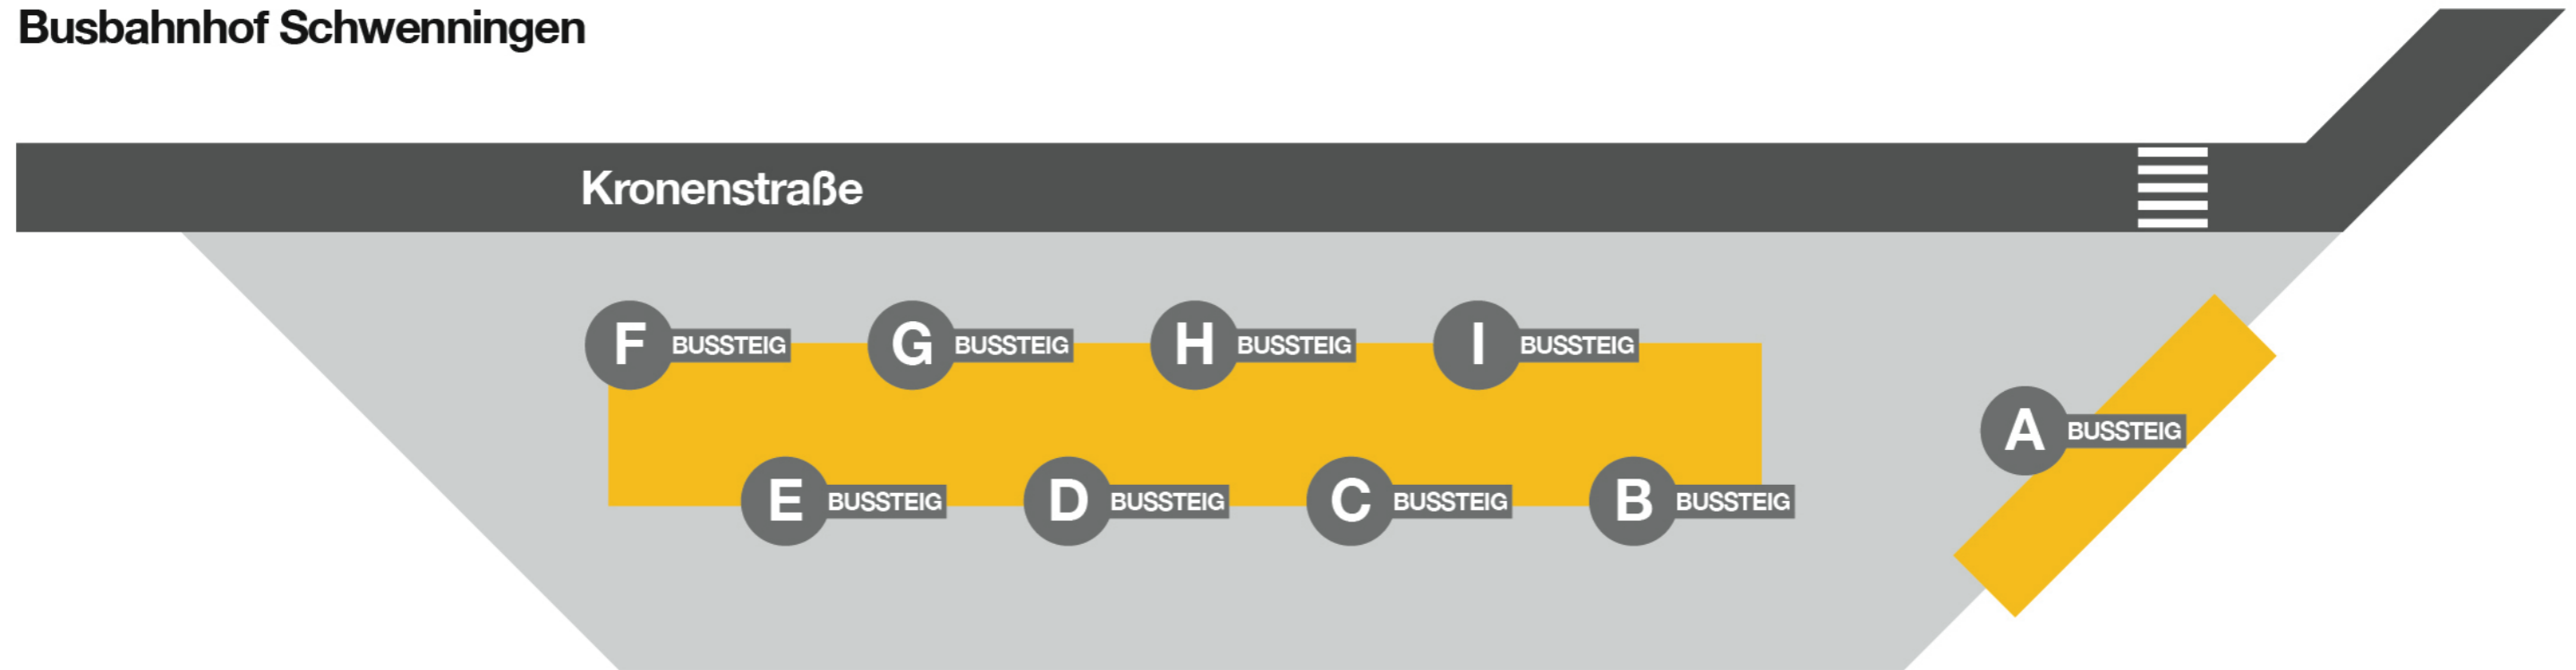 Busbahnhof Schwenningen
Kronenstraße
F BUSSTEIG G BUSSTEIG H BUSSTEIG I BUSSTEIG
A BUSSTEIG
E BUSSTEIG D BUSSTEIG C BUSSTEIG B BUSSTEIG